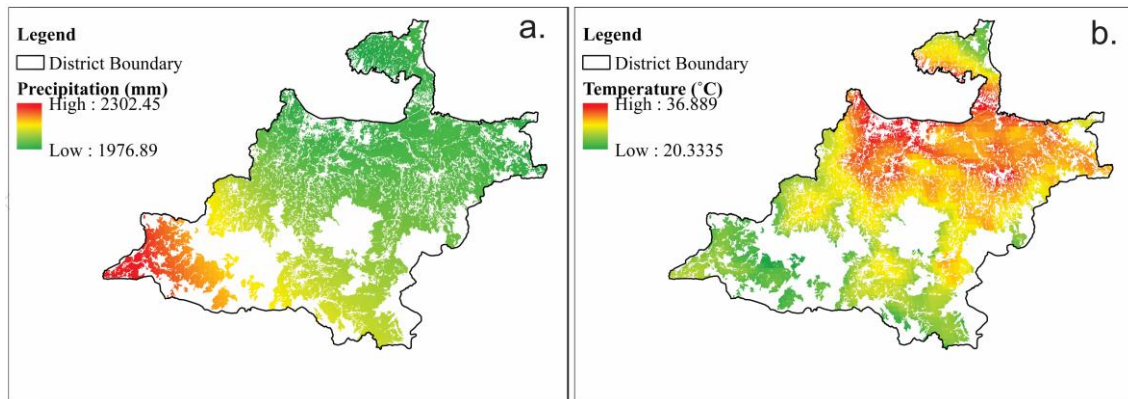 a.
Legend
District Boundary
Precipitation (mm)
High : 2302.45
Low : 1976.89
b.
Legend
District Boundary
Temperature (˚C)
High : 36.889
Low : 20.3335